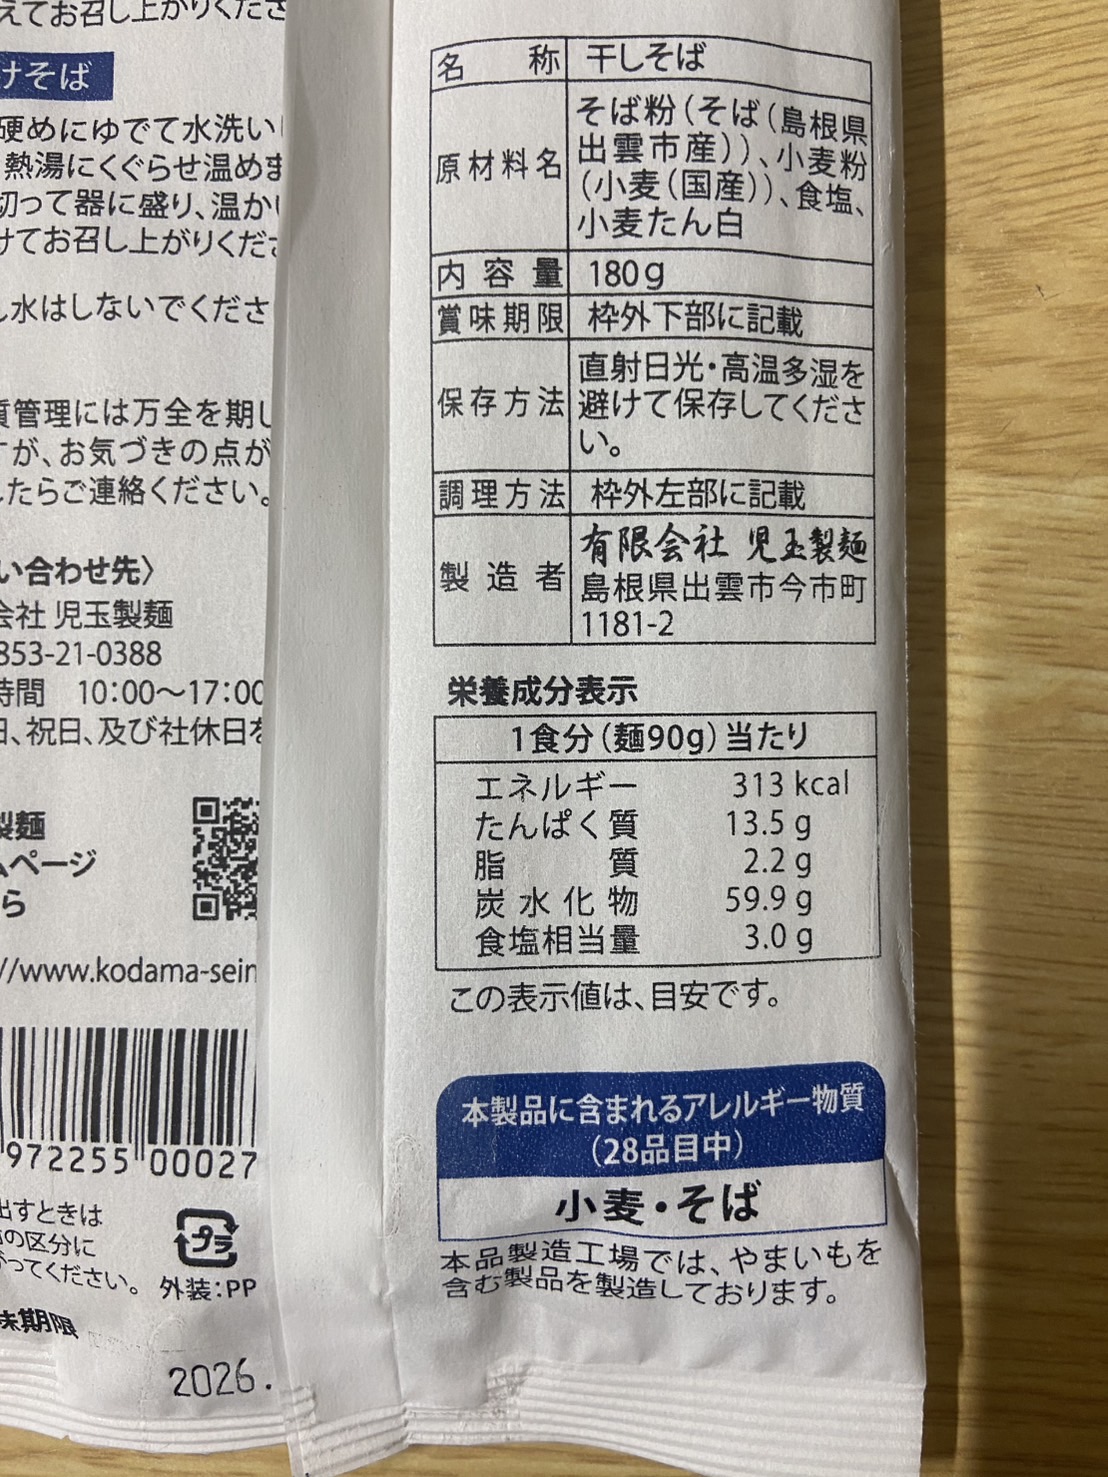 えてお召し上がりくださ
けそば
硬めにゆでて水洗い
熱湯にくぐらせ温めま
切って器に盛り、温か
けてお召し上がりくださ
し水はしないでくださ
質管理には万全を期し
すが、お気づきの点が
したらご連絡ください。
い合わせ先〉
会社 児玉製麺
853-21-0388
時間 10:00〜17:00
日、祝日、及び社休日を
製麺
ムページ
ら
//www.kodama-sein
972255 00027
出すときは
の区分に
がってください。
プラ
外装:PP
味期限
2026.
名称 干しそば
原材料名 そば粉(そば(島根県
出雲市産))、小麦粉
(小麦(国産))、食塩、
小麦たん白
内容量 180g
賞味期限 枠外下部に記載
保存方法 直射日光・高温多湿を
避けて保存してくださ
い。
調理方法 枠外左部に記載
製造者 有限会社 児玉製麺
島根県出雲市今市町
1181-2
栄養成分表示
1食分(麺90g)当たり
エネルギー 313 kcal
たんぱく質 13.5 g
脂質 2.2 g
炭水化物 59.9 g
食塩相当量 3.0 g
この表示値は、目安です。
本製品に含まれるアレルギー物質
(28品目中)
小麦・そば
本品製造工場では、やまいもを
含む製品を製造しております。